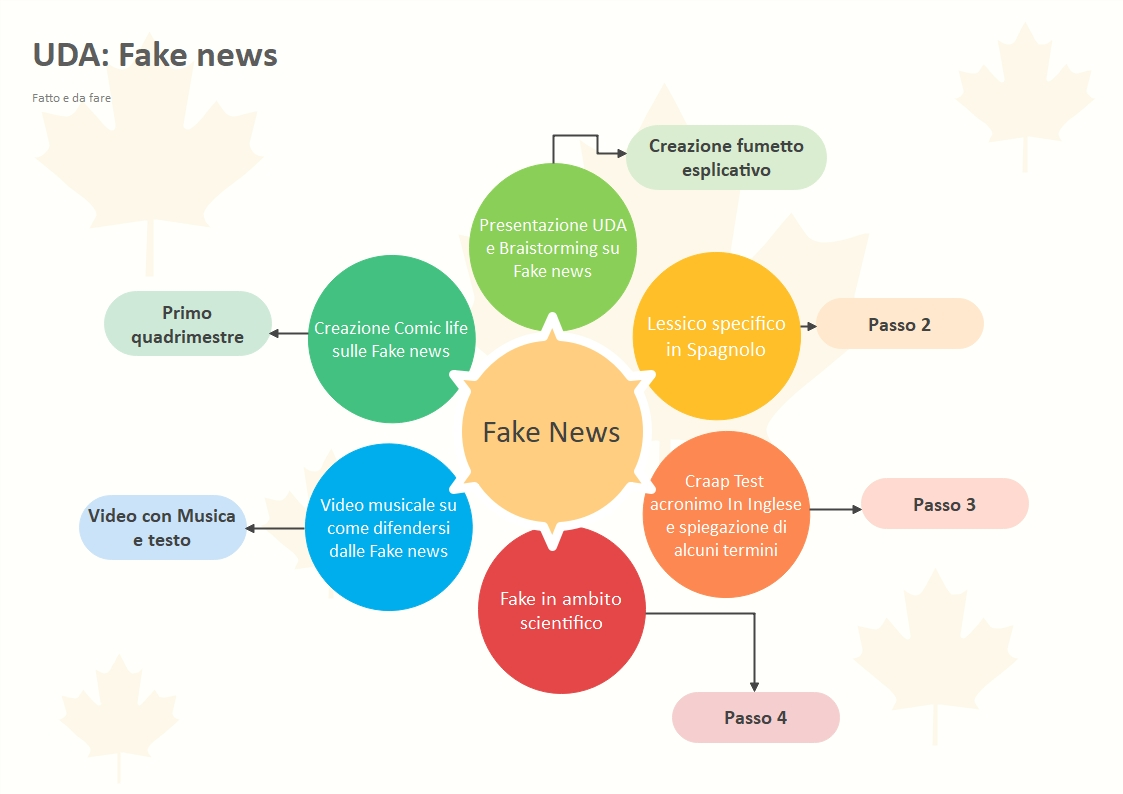 UDA: Fake news
Fatto e da fare
Creazione fumetto
esplicativo
Presentazione UDA
e Braistorming su
Fake news
Primo
quadrimestre
Creazione Comic life
sulle Fake news
Lessico specifico
in Spagnolo
Passo 2
Fake News
Video con Musica
e testo
Video musicale su
come difendersi
dalle Fake news
Craap Test
acronimo In Inglese
e spiegazione di
alcuni termini
Passo 3
Fake in ambito
scientifico
Passo 4